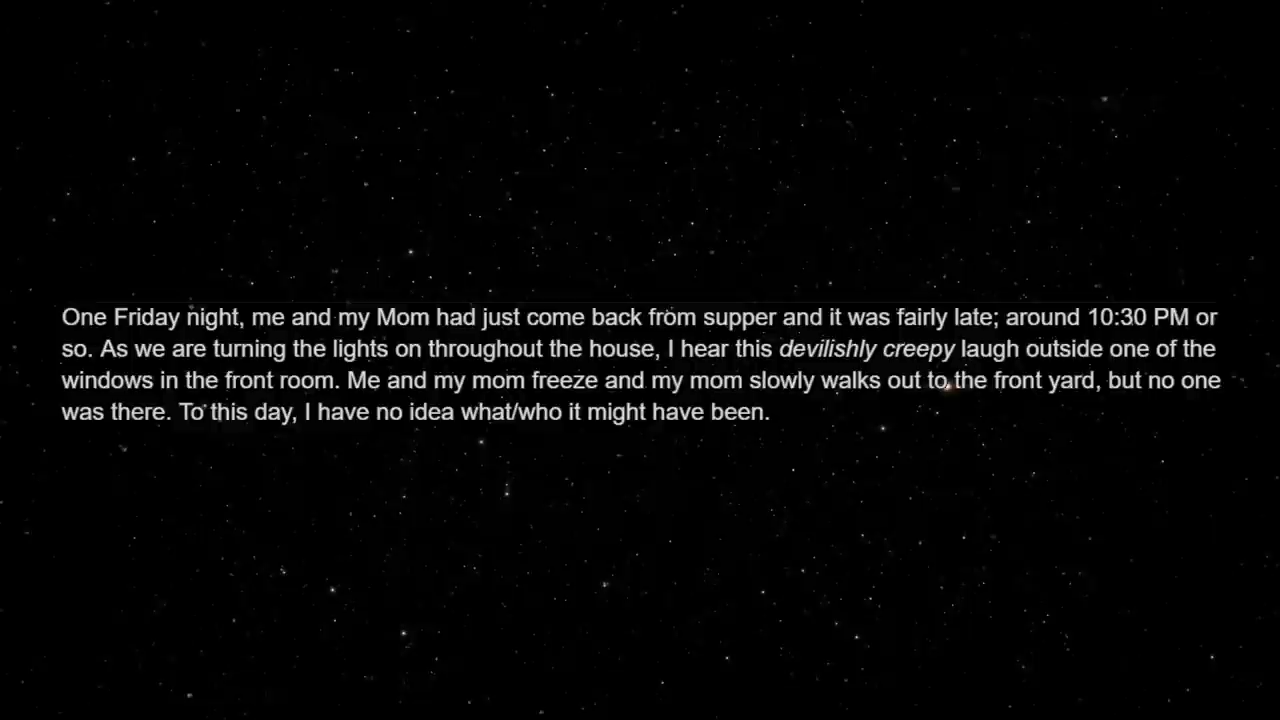 One Friday night, me and my Mom had just come back from supper and it was fairly late; around 10:30 PM or
so. As we are turning the lights on throughout the house, I hear this devilishly creepy laugh outside one of the
windows in the front room. Me and my mom freeze and my mom slowly walks out to the front yard, but no one
was there. To this day, I have no idea what/who it might have been.